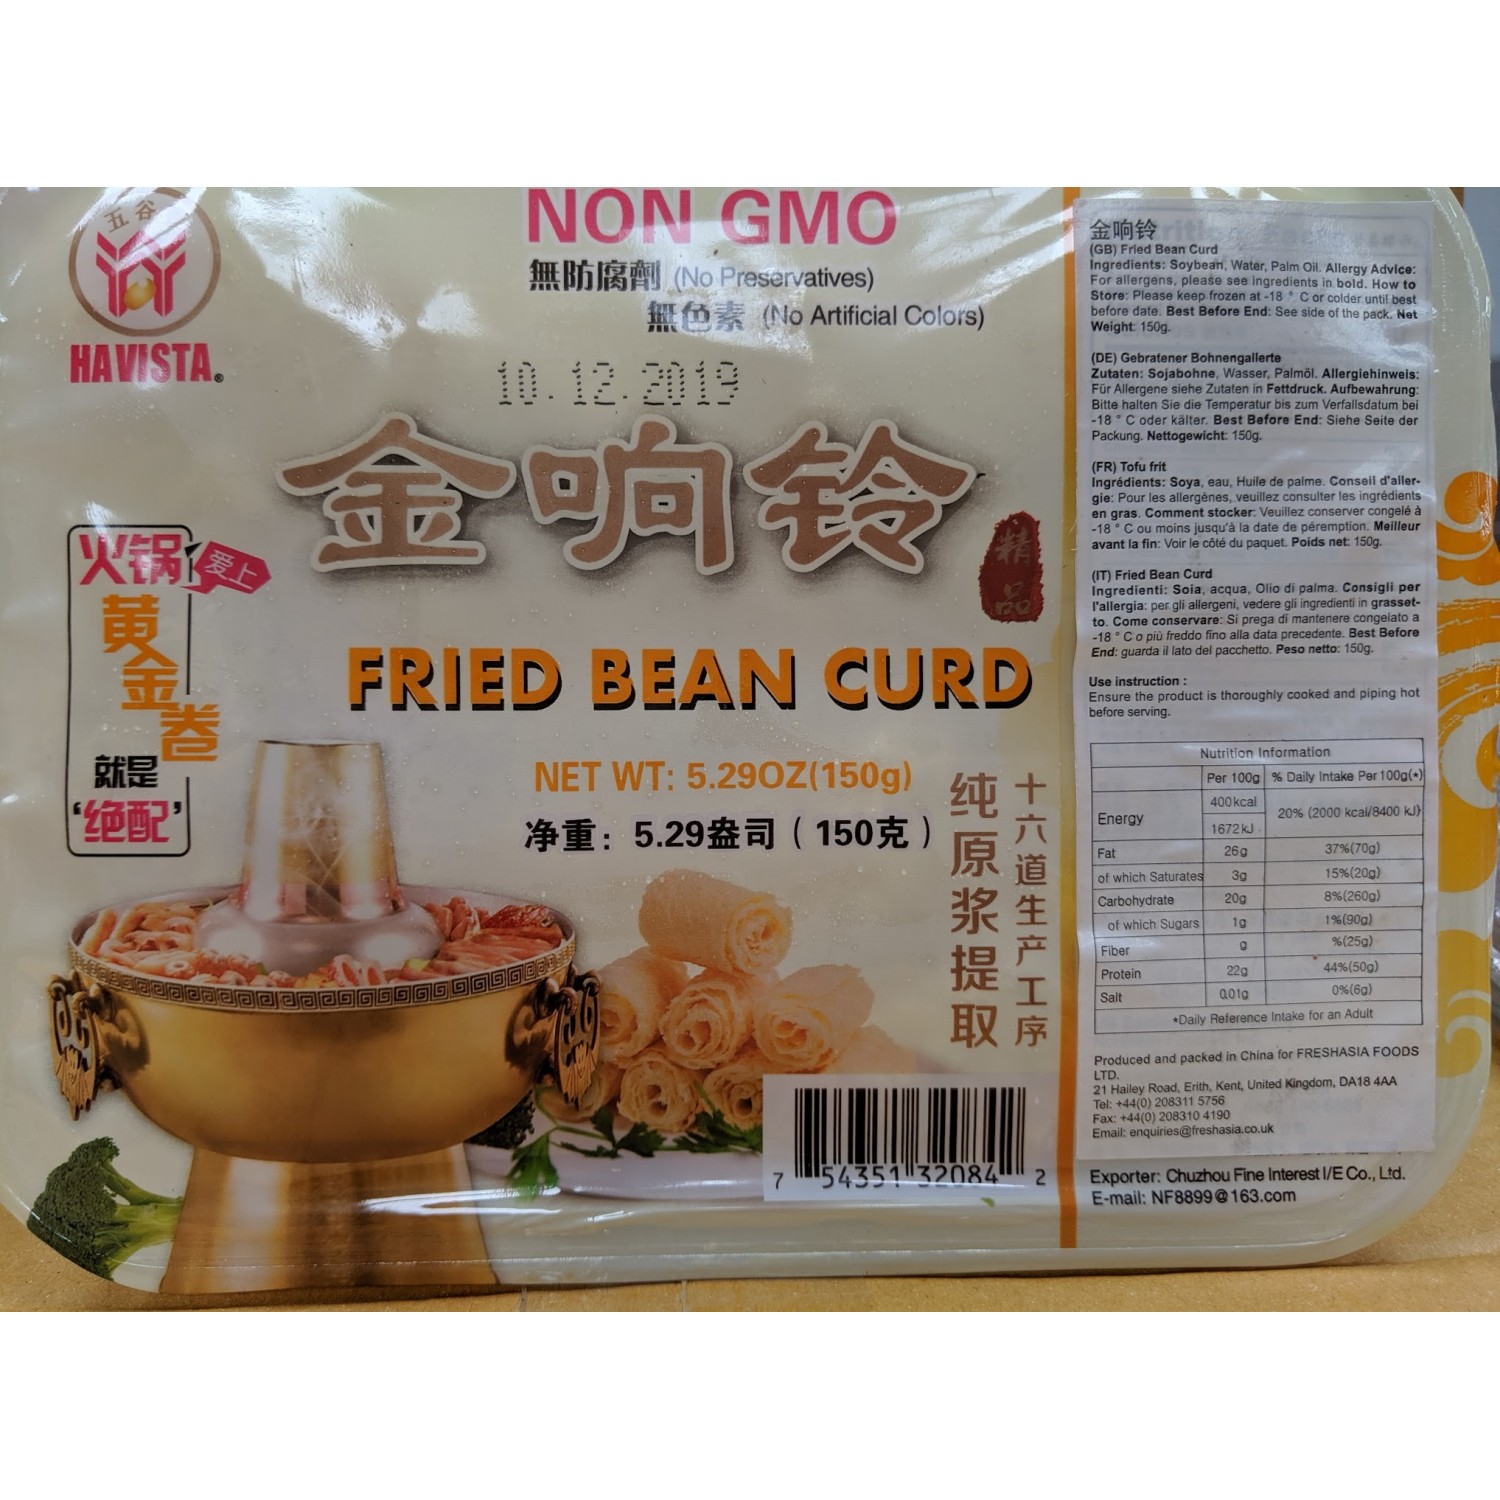 五谷
HAVISTA®
NON GMO
無防腐劑 (No Preservatives)
無色素 (No Artificial Colors)
10.12.2019
金响铃
精品
FRIED BEAN CURD
火锅爱上
黄金卷
就是
‘绝配’
NET WT: 5.29OZ(150g)
净重：5.29盎司（150克）
十六道生产工序
纯原浆提取
7 54351 32084 2
金响铃
(GB) Fried Bean Curd
Ingredients: Soybean, Water, Palm Oil. Allergy Advice:
For allergens, please see ingredients in bold. How to
Store: Please keep frozen at -18 ° C or colder until best
before date. Best Before End: See side of the pack. Net
Weight: 150g.
(DE) Gebratener Bohnengallerte
Zutaten: Sojabohne, Wasser, Palmöl. Allergiehinweis:
Für Allergene siehe Zutaten in Fettdruck. Aufbewahrung:
Bitte halten Sie die Temperatur bis zum Verfallsdatum bei
-18 ° C oder kälter. Best Before End: Siehe Seite der
Packung. Nettogewicht: 150g.
(FR) Tofu frit
Ingrédients: Soya, eau, Huile de palme. Conseil d'aller-
gie: Pour les allergènes, veuillez consulter les ingrédients
en gras. Comment stocker: Veuillez conserver congelé à
-18 ° C ou moins jusqu'à la date de péremption. Meilleur
avant la fin: Voir le côté du paquet. Poids net: 150g.
(IT) Fried Bean Curd
Ingredienti: Soia, acqua, Olio di palma. Consigli per
l'allergia: per gli allergeni, vedere gli ingredienti in grasset-
to. Come conservare: Si prega di mantenere congelato a
-18 ° C o più freddo fino alla data precedente. Best Before
End: guarda il lato del pacchetto. Peso netto: 150g.
Use instruction :
Ensure the product is thoroughly cooked and piping hot
before serving.
Nutrition Information
Per 100g % Daily Intake Per 100g(*)
Energy 400kcal 20% (2000 kcal/8400 kJ)
1672kJ
Fat 26g 37%(70g)
of which Saturates 3g 15%(20g)
Carbohydrate 20g 8%(260g)
of which Sugars 1g 1%(90g)
Fiber g %(25g)
Protein 22g 44%(50g)
Salt 0.01g 0%(6g)
*Daily Reference Intake for an Adult
Produced and packed in China for FRESHASIA FOODS
LTD.
21 Hailey Road, Erith, Kent, United Kingdom, DA18 4AA
Tel: +44(0) 208311 5756
Fax: +44(0) 208310 4190
Email: enquiries@freshasia.co.uk
Exporter: Chuzhou Fine Interest I/E Co., Ltd.
E-mail: NF8899@163.com